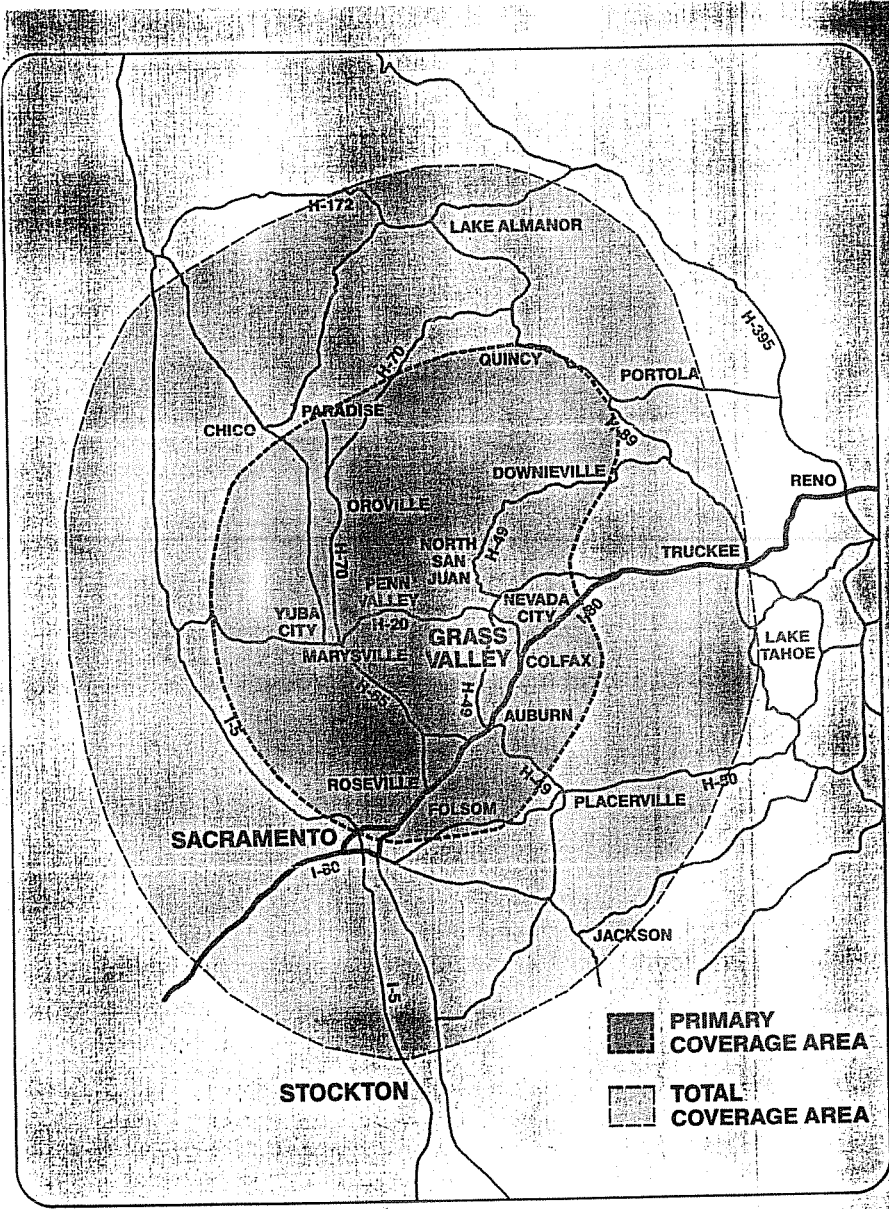 H-172
LAKE ALMANOR
H-395
H-70
QUINCY
PORTOLA
PARADISE
CHICO
H-89
DOWNIEVILLE
RENO
OROVILLE
H-49
NORTH
SAN
JUAN
TRUCKEE
H-70
PENN
VALLEY
NEVADA
CITY
I-80
YUBA
CITY
H-20
GRASS
VALLEY
LAKE
TAHOE
MARYSVILLE
COLFAX
H-65
H-49
AUBURN
I-5
ROSEVILLE
H-49
H-50
FOLSOM
PLACERVILLE
SACRAMENTO
I-80
JACKSON
I-5
PRIMARY
COVERAGE AREA
STOCKTON
TOTAL
COVERAGE AREA